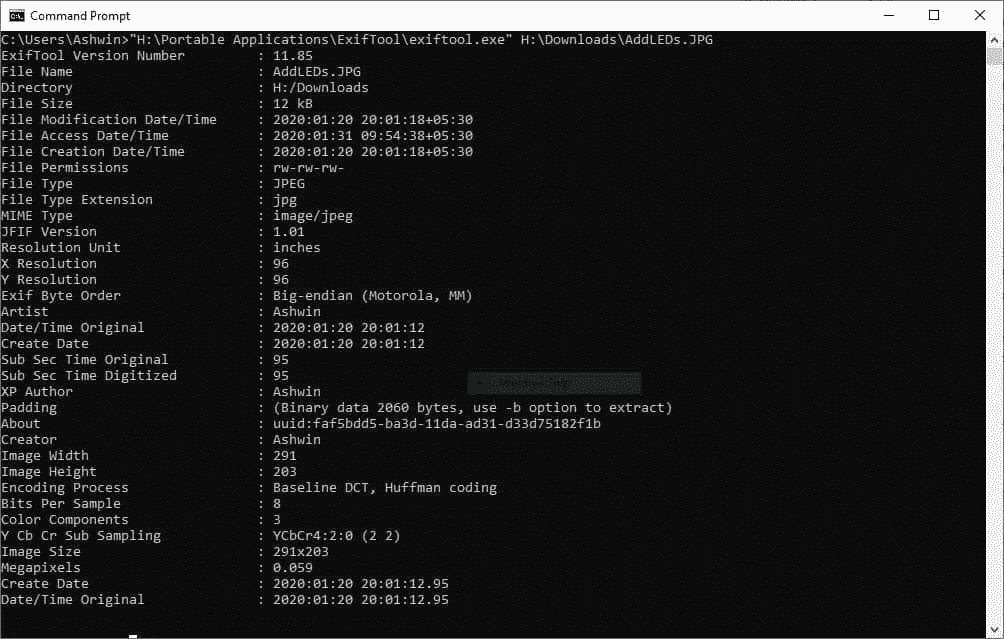 Command Prompt
C:\Users\Ashwin>"H:\Portable Applications\ExifTool\exiftool.exe" H:\Downloads\AddLEDs.JPG
ExifTool Version Number : 11.85
File Name : AddLEDs.JPG
Directory : H:/Downloads
File Size : 12 kB
File Modification Date/Time : 2020:01:20 20:01:18+05:30
File Access Date/Time : 2020:01:31 09:54:38+05:30
File Creation Date/Time : 2020:01:20 20:01:18+05:30
File Permissions : rw-rw-rw-
File Type : JPEG
File Type Extension : jpg
MIME Type : image/jpeg
JFIF Version : 1.01
Resolution Unit : inches
X Resolution : 96
Y Resolution : 96
Exif Byte Order : Big-endian (Motorola, MM)
Artist : Ashwin
Date/Time Original : 2020:01:20 20:01:12
Create Date : 2020:01:20 20:01:12
Sub Sec Time Original : 95
Sub Sec Time Digitized : 95
XP Author : Ashwin
Padding : (Binary data 2060 bytes, use -b option to extract)
About : uuid:faf5bdd5-ba3d-11da-ad31-d33d75182f1b
Creator : Ashwin
Image Width : 291
Image Height : 203
Encoding Process : Baseline DCT, Huffman coding
Bits Per Sample : 8
Color Components : 3
Y Cb Cr Sub Sampling : YCbCr4:2:0 (2 2)
Image Size : 291x203
Megapixels : 0.059
Create Date : 2020:01:20 20:01:12.95
Date/Time Original : 2020:01:20 20:01:12.95